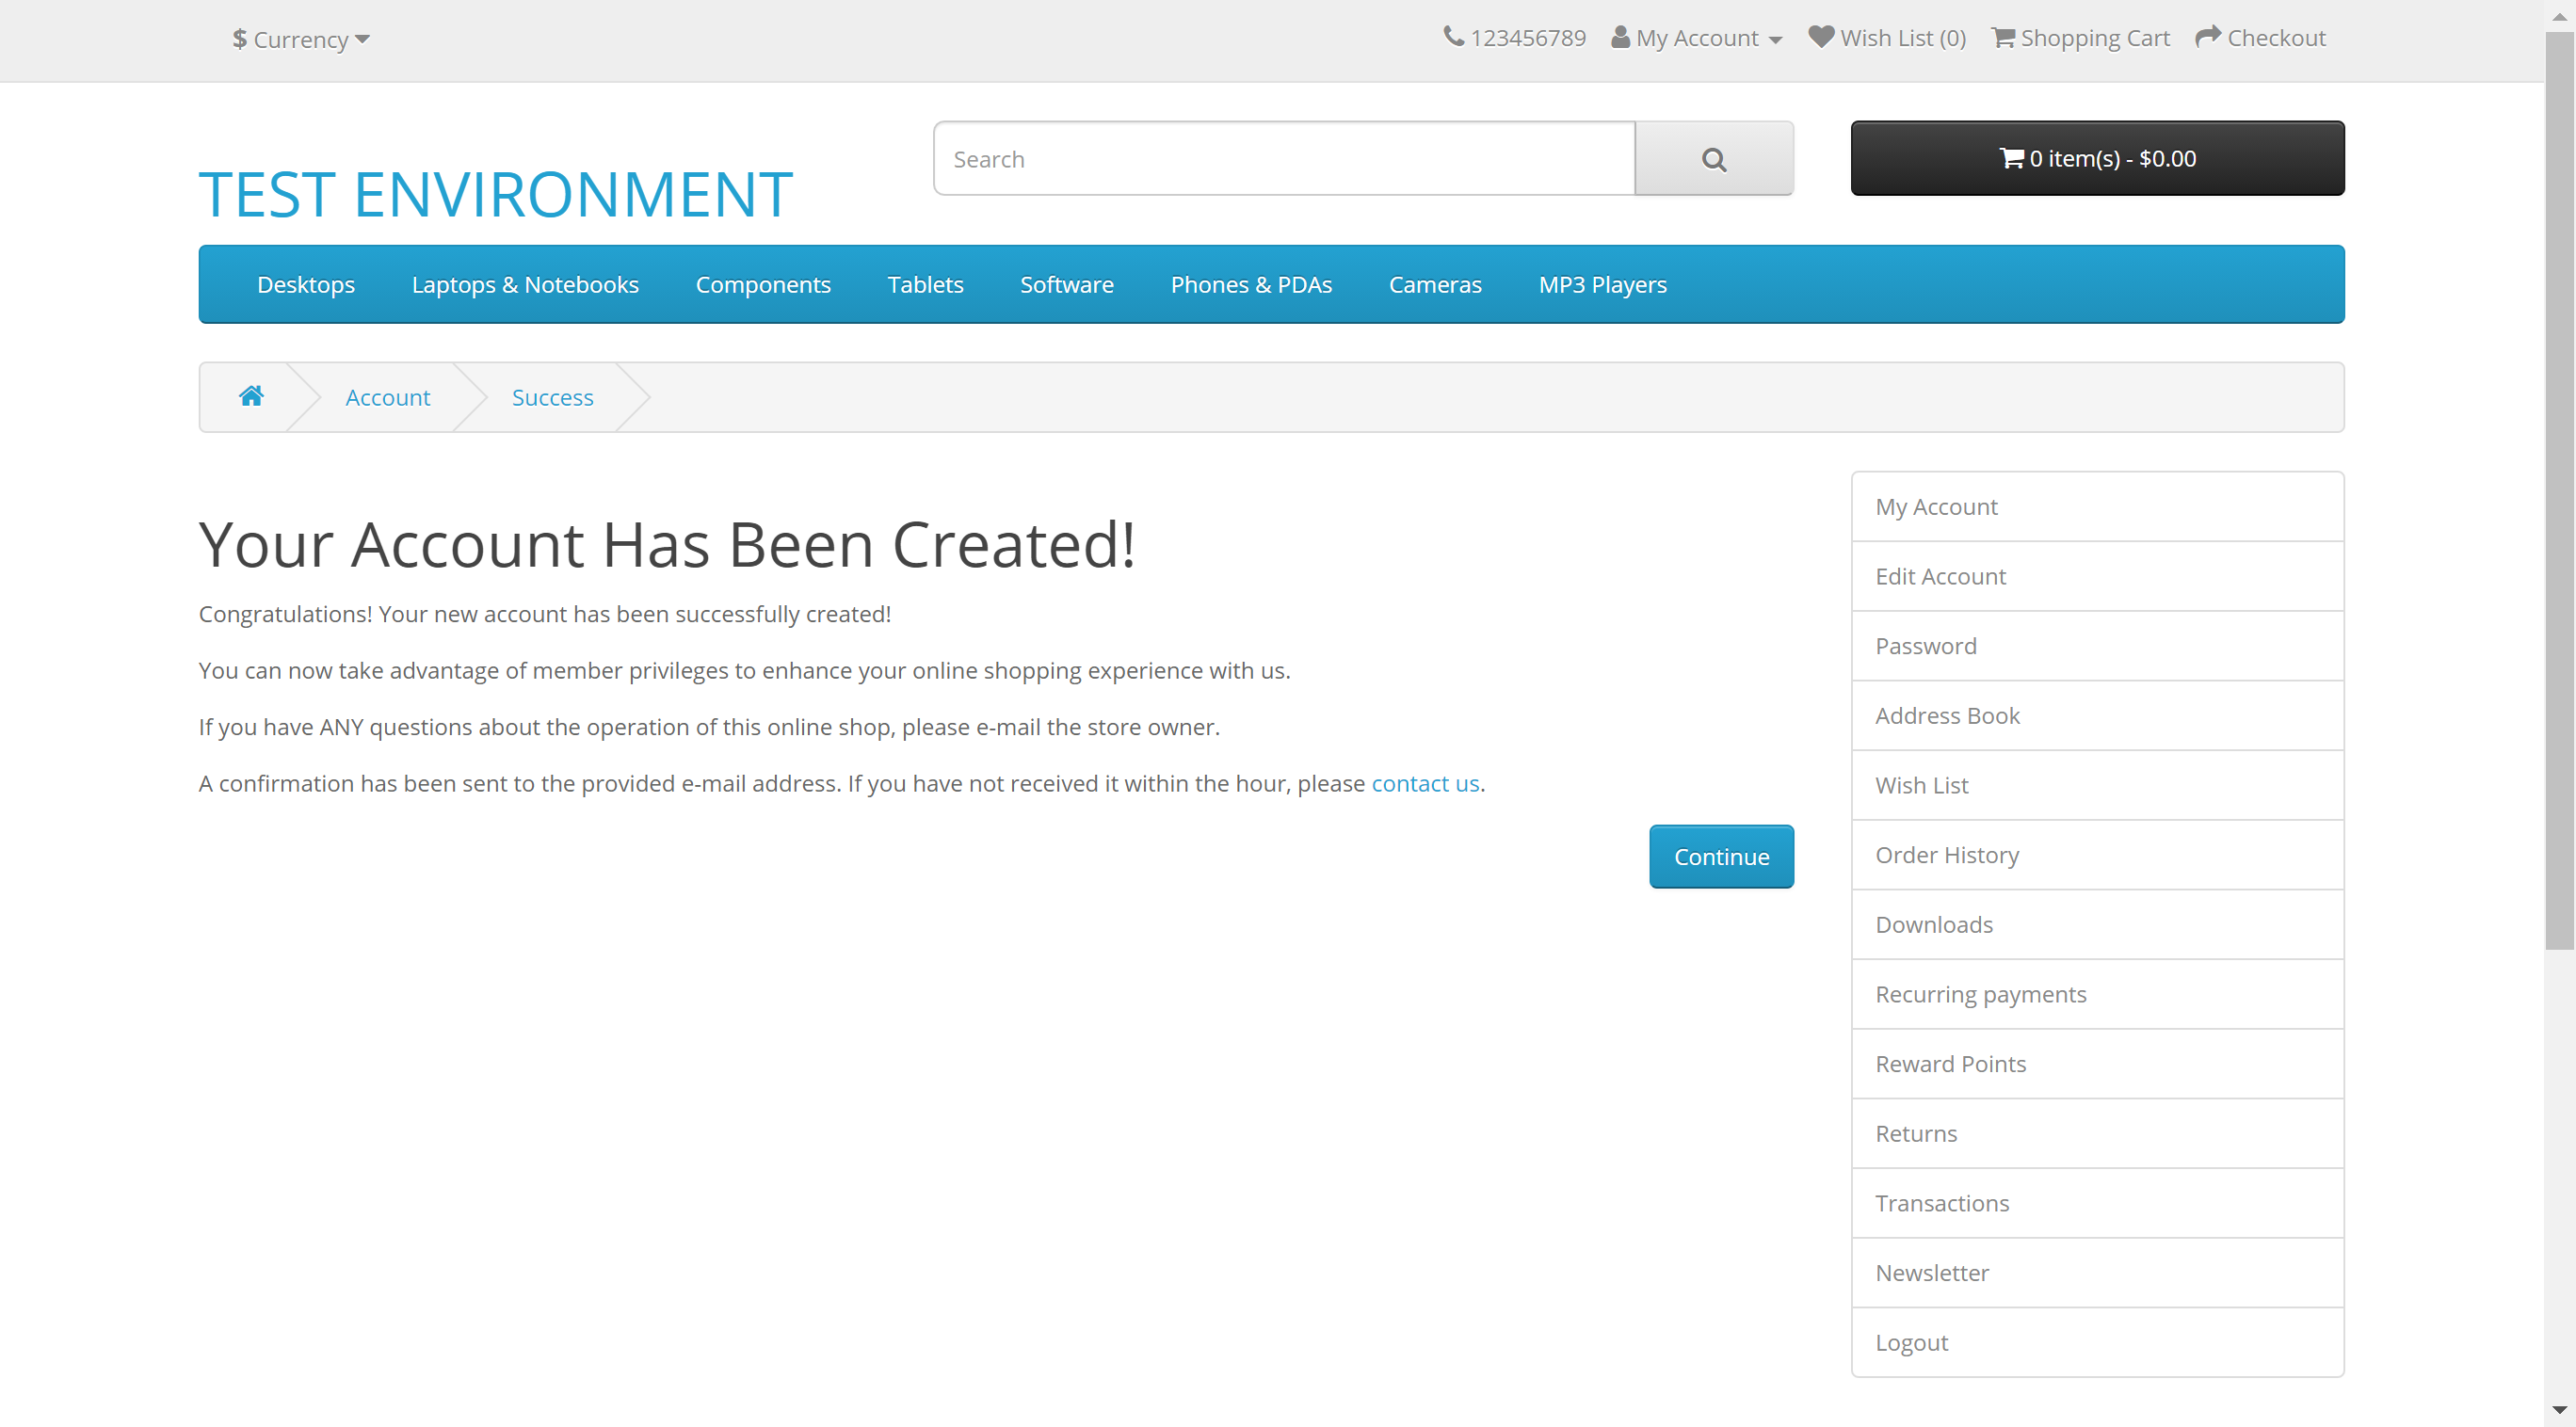 $ Currency
123456789 My Account Wish List (0) Shopping Cart Checkout
TEST ENVIRONMENT
Search
0 item(s) - $0.00
Desktops Laptops & Notebooks Components Tablets Software Phones & PDAs Cameras MP3 Players
Account Success
Your Account Has Been Created!
Congratulations! Your new account has been successfully created!
You can now take advantage of member privileges to enhance your online shopping experience with us.
If you have ANY questions about the operation of this online shop, please e-mail the store owner.
A confirmation has been sent to the provided e-mail address. If you have not received it within the hour, please contact us.
Continue
My Account
Edit Account
Password
Address Book
Wish List
Order History
Downloads
Recurring payments
Reward Points
Returns
Transactions
Newsletter
Logout